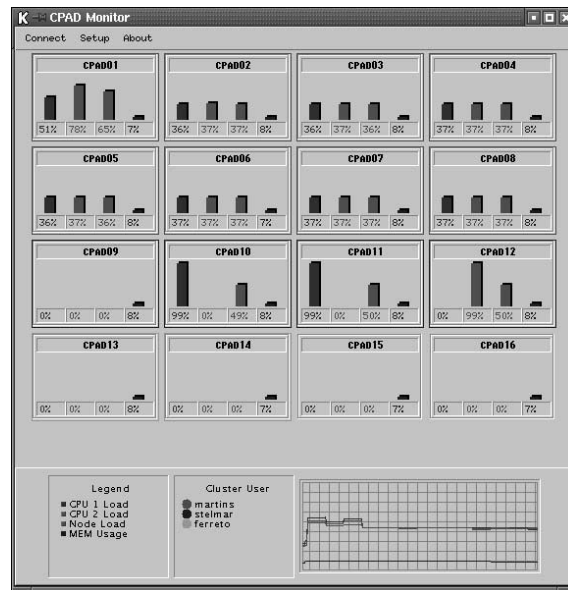 K CPAD Monitor
Connect Setup About
CPAD01 CPAD02 CPAD03 CPAD04
51% 78% 65% 7% 36% 37% 37% 8% 36% 37% 36% 8% 37% 37% 37% 8%
CPAD05 CPAD06 CPAD07 CPAD08
36% 37% 36% 8% 37% 37% 37% 7% 37% 37% 37% 8% 37% 37% 37% 8%
CPAD09 CPAD10 CPAD11 CPAD12
0% 0% 0% 8% 99% 0% 49% 8% 99% 0% 50% 8% 0% 99% 50% 8%
CPAD13 CPAD14 CPAD15 CPAD16
0% 0% 0% 8% 0% 0% 0% 7% 0% 0% 0% 7% 0% 0% 0% 7%
Legend Cluster User
CPU 1 Load martins
CPU 2 Load stelmar
Node Load ferreto
MEM Usage